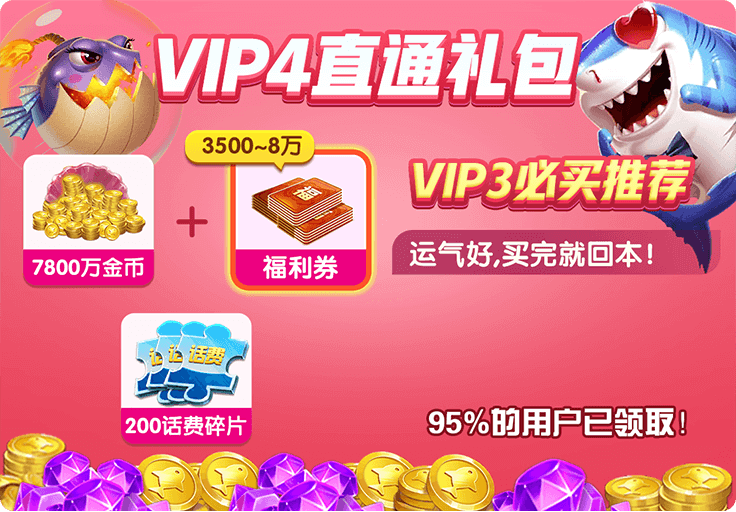 VIP4直通礼包
3500~8万
VIP3必买推荐
运气好,买完就回本!
7800万金币
+
福利券
话费
200话费碎片
95%的用户已领取!